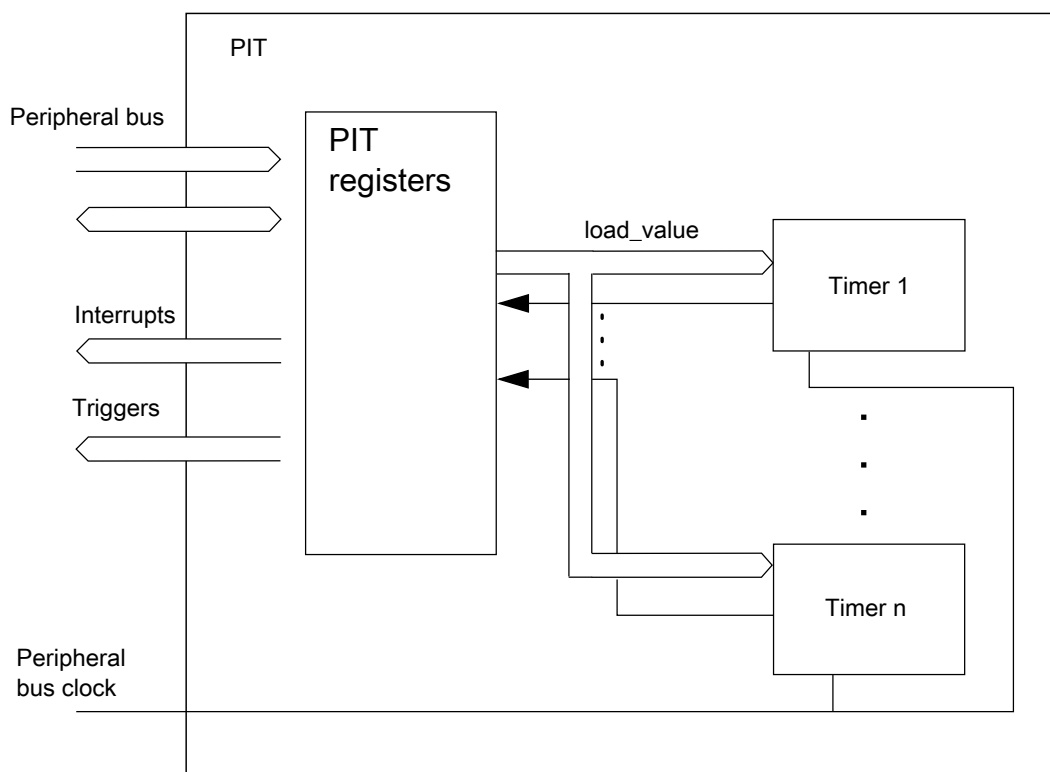 PIT
Peripheral bus
PIT
registers
load_value
Timer 1
Interrupts
Triggers
Timer n
Peripheral
bus clock